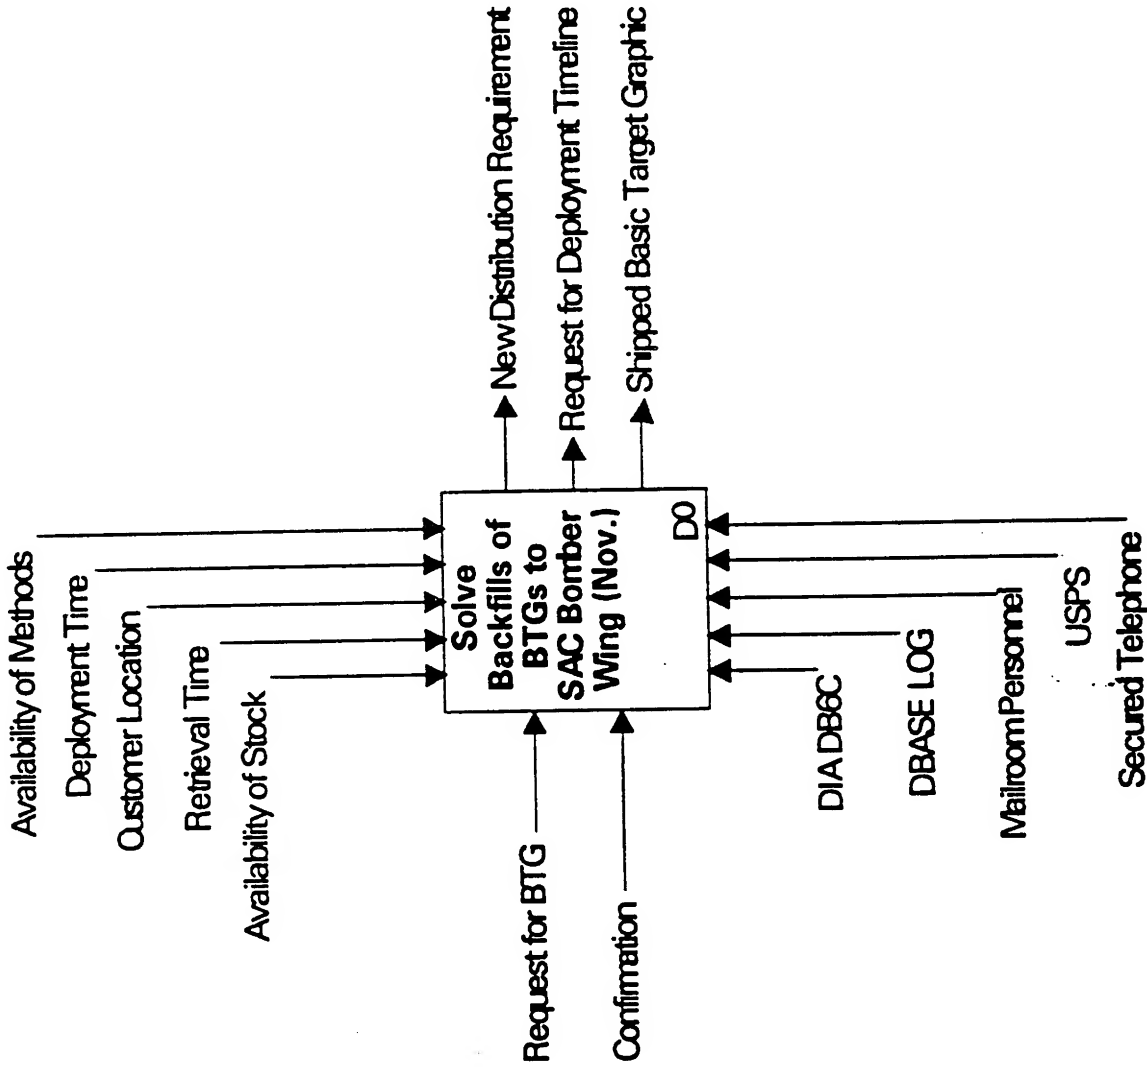 Availability of Methods
Deployment Time
Customer Location
Retrieval Time
Availability of Stock
Request for BTG
Confirmation
Solve
Backfills of
BTGs to
SAC Bomber
Wing (Nov.)
D0
New Distribution Requirement
Request for Deployment Timeline
Shipped Basic Target Graphic
DIA DB6C
DBASE LOG
Mailroom Personnel
USPS
Secured Telephone